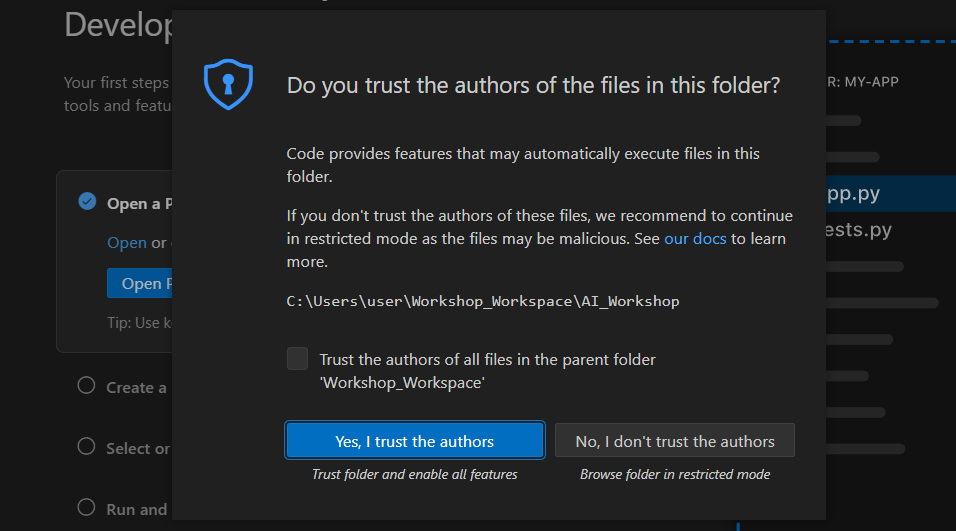 Develop
Your first steps
tools and featu
R: MY-APP
Do you trust the authors of the files in this folder?
Code provides features that may automatically execute files in this
folder.
If you don't trust the authors of these files, we recommend to continue
in restricted mode as the files may be malicious. See our docs to learn
more.
C:\Users\user\Workshop_Workspace\AI_Workshop
Trust the authors of all files in the parent folder
'Workshop_Workspace'
Yes, I trust the authors
No, I don't trust the authors
Trust folder and enable all features
Browse folder in restricted mode
Open a P
Open or
Open P
Tip: Use k
Create a
Select or
Run and
pp.py
ests.py